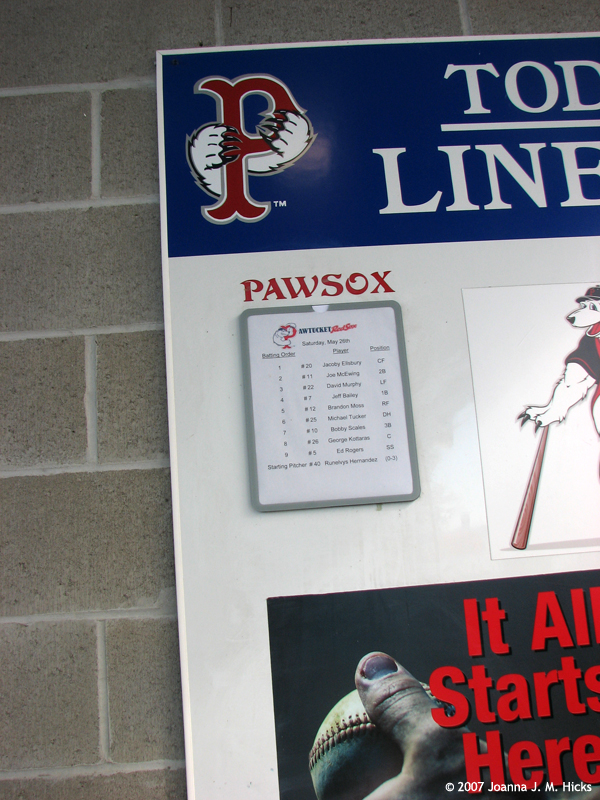 P
TM
TOD
LINE
PAWSOX
PAWTUCKET Red Sox
Saturday, May 26th
Batting Order Player Position
1 # 20 Jacoby Ellsbury CF
2 # 11 Joe McEwing 2B
3 # 22 David Murphy LF
4 # 7 Jeff Bailey 1B
5 # 12 Brandon Moss RF
6 # 25 Michael Tucker DH
7 # 10 Bobby Scales 3B
8 # 26 George Kottaras C
9 # 5 Ed Rogers SS
Starting Pitcher # 40 Runelvys Hernandez (0-3)
It All
Starts
Here
© 2007 Joanna J. M. Hicks